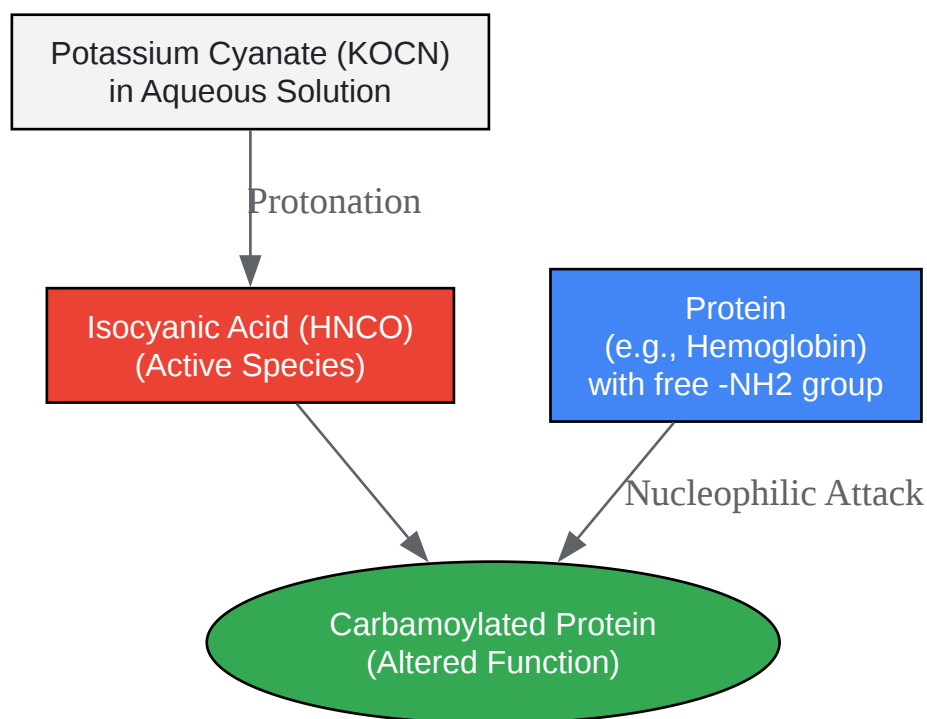 Potassium Cyanate (KOCN)
in Aqueous Solution
Protonation
Isocyanic Acid (HNCO)
(Active Species)
Protein
(e.g., Hemoglobin)
with free -NH2 group
Nucleophilic Attack
Carbamoylated Protein
(Altered Function)